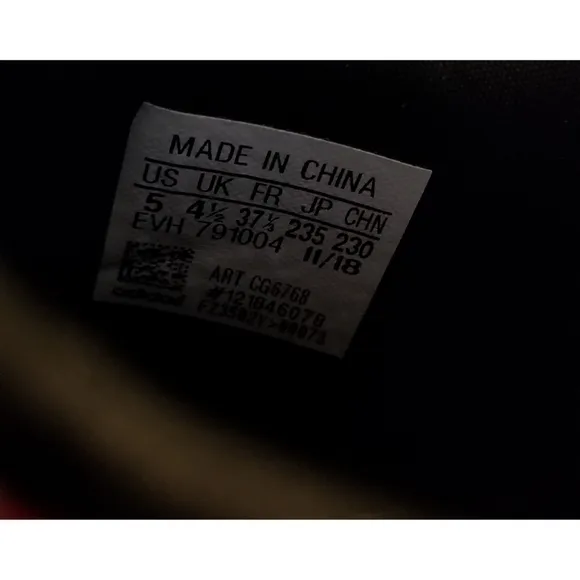 MADE IN CHINA
US UK FR JP CHN
5 4½ 37⅓ 235 230
EVH 791004 11/18
ART CG6768
#121846078